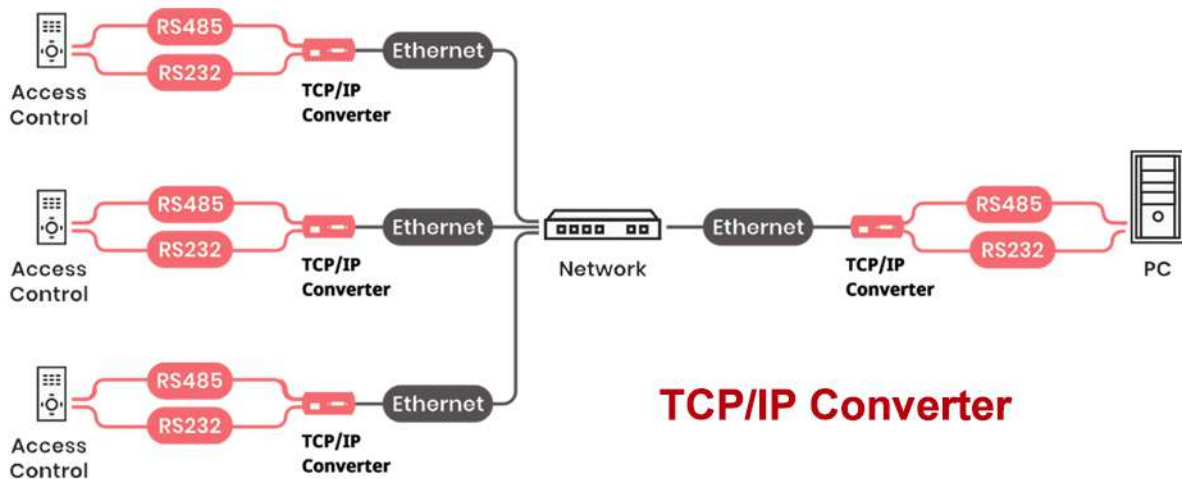 RS485
RS232
Access
Control
TCP/IP
Converter
Ethernet
RS485
RS232
Access
Control
TCP/IP
Converter
Ethernet
Network
Ethernet
TCP/IP
Converter
RS485
RS232
PC
RS485
RS232
Access
Control
TCP/IP
Converter
Ethernet
TCP/IP Converter